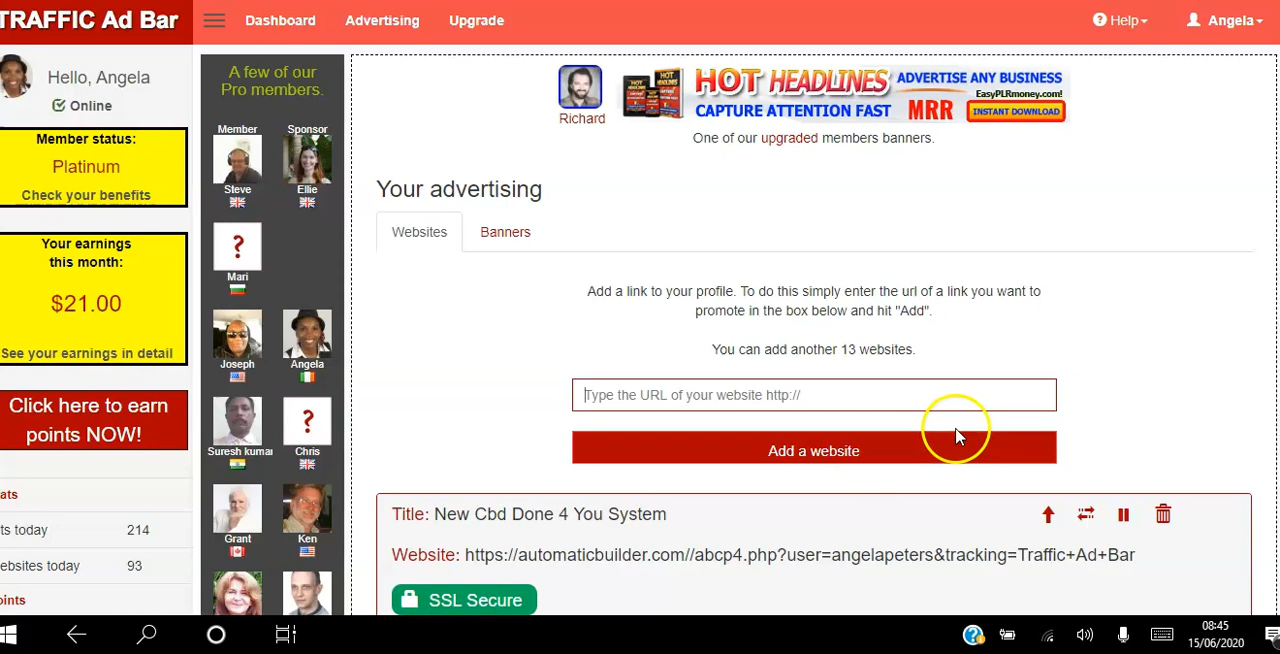 TRAFFIC Ad Bar
Dashboard
Advertising
Upgrade
Help
Angela
Hello, Angela
Online
Member status:
Platinum
Check your benefits
Your earnings
this month:
$21.00
See your earnings in detail
Click here to earn
points NOW!
ats
ts today 214
ebsites today 93
oints
A few of our
Pro members.
Member Sponsor
Steve Ellie
Mari
Joseph Angela
Suresh kumar Chris
Grant Ken
Richard
HOT HEADLINES
CAPTURE ATTENTION FAST
ADVERTISE ANY BUSINESS
EasyPLRmoney.com!
MRR
INSTANT DOWNLOAD
One of our upgraded members banners.
Your advertising
Websites
Banners
Add a link to your profile. To do this simply enter the url of a link you want to
promote in the box below and hit "Add".
You can add another 13 websites.
Type the URL of your website http://
Add a website
Title: New Cbd Done 4 You System
Website: https://automaticbuilder.com//abcp4.php?user=angelapeters&tracking=Traffic+Ad+Bar
SSL Secure
08:45
15/06/2020